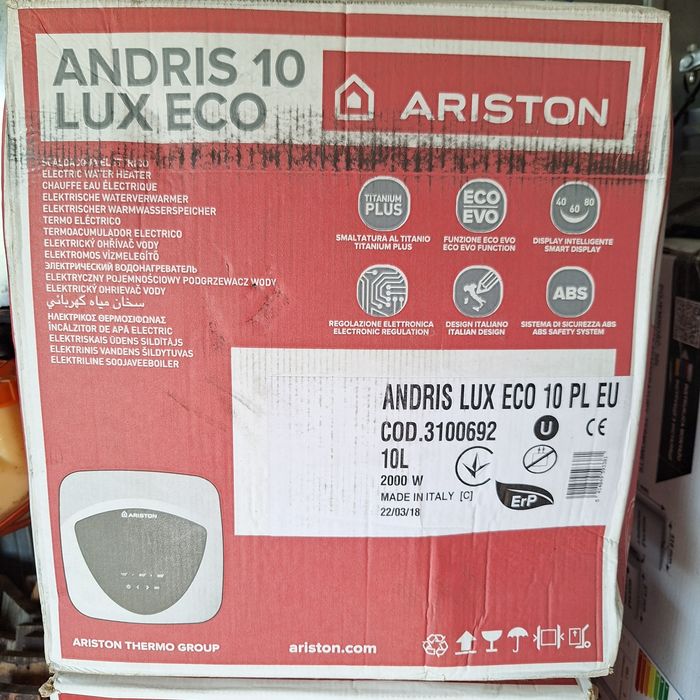 ANDRIS 10
LUX ECO
ARISTON
ELECTRIC WATER HEATER
CHAUFFE EAU ÉLECTRIQUE
ELEKTRISCHE WATERVERWARMER
ELEKTRISCHER WARMWASSERSPEICHER
TERMO ELÉCTRICO
TERMOACUMULADOR ELECTRICO
ELEKTRICKÝ OHŘÍVAČ VODY
ELEKTROMOS VÍZMELEGÍTŐ
ЭЛЕКТРИЧЕСКИЙ ВОДОНАГРЕВАТЕЛЬ
ELEKTRYCZNY POJEMNOŚCIOWY PODGRZEWACZ WODY
ELEKTRICKÝ OHRIEVAČ VODY
سخان مياه كهربائي
ΗΛΕΚΤΡΙΚΟΣ ΘΕΡΜΟΣΙΦΩΝΑΣ
ÎNCĂLZITOR DE APĂ ELECTRIC
ELEKTRISKAIS ŪDENS SILDĪTĀJS
ELEKTRINIS VANDENS ŠILDYTUVAS
ELEKTRILINE SOOJAVEEBOILER
TITANIUM
PLUS
SMALTATURA AL TITANIO
TITANIUM PLUS
ECO
EVO
FUNZIONE ECO EVO
ECO EVO FUNCTION
40 60 80
DISPLAY INTELLIGENTE
SMART DISPLAY
REGOLAZIONE ELETTRONICA
ELECTRONIC REGULATION
DESIGN ITALIANO
ITALIAN DESIGN
ABS
SISTEMA DI SICUREZZA ABS
ABS SAFETY SYSTEM
ANDRIS LUX ECO 10 PL EU
COD.3100692
U
CE
10L
2000 W
MADE IN ITALY [C]
22/03/18
ErP
ARISTON
ARISTON THERMO GROUP
ariston.com